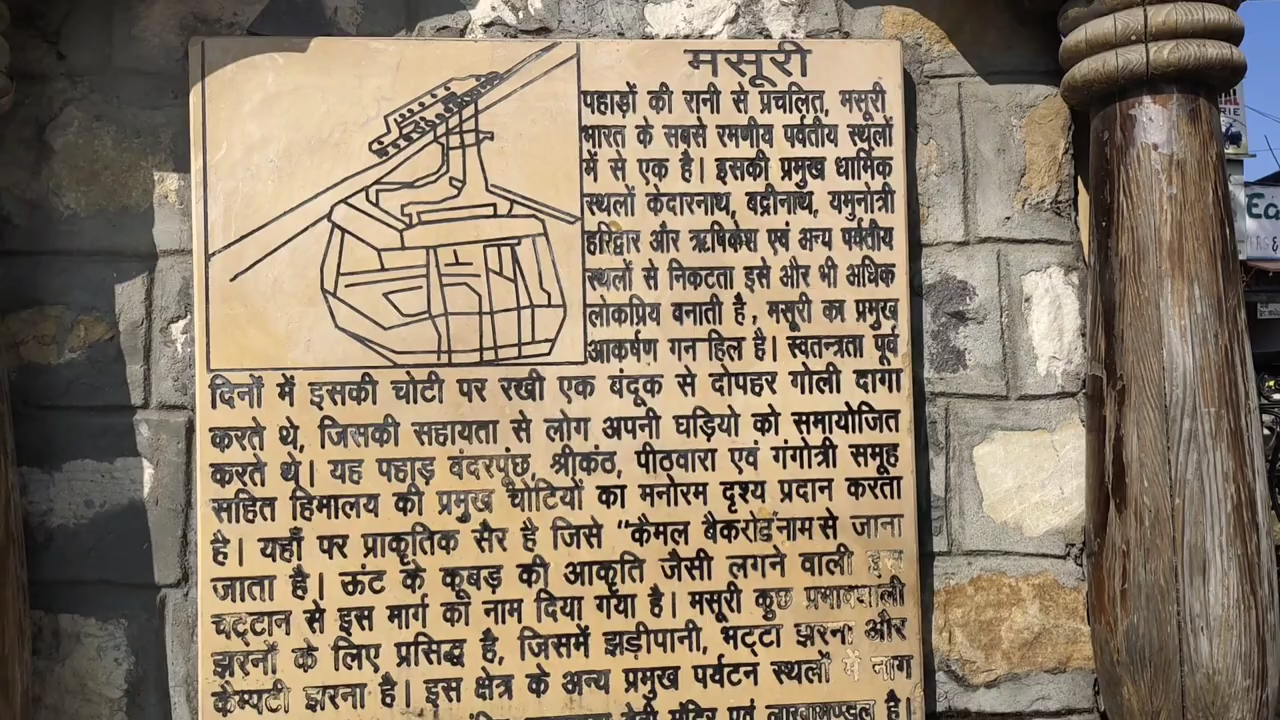 मसूरी
पहाड़ों की रानी से प्रचलित, मसूरी
भारत के सबसे रमणीय पर्वतीय स्थलों
में से एक है। इसकी प्रमुख धार्मिक
स्थलों केदारनाथ, बद्रीनाथ, यमुनोत्री
हरिद्वार और ऋषिकेश एवं अन्य पर्वतीय
स्थलों से निकटता इसे और भी अधिक
लोकप्रिय बनाती है, मसूरी का प्रमुख
आकर्षण गन हिल है। स्वतन्त्रता पूर्व
दिनों में इसकी चोटी पर रखी एक बंदूक से दोपहर गोली दागा
करते थे, जिसकी सहायता से लोग अपनी घड़ियो को समायोजित
करते थे। यह पहाड़ बंदरपूंछ, श्रीकंठ, पीठवारा एवं गंगोत्री समूह
सहित हिमालय की प्रमुख चोटियों का मनोरम दृश्य प्रदान करता
है। यहाँ पर प्राकृतिक सैर है जिसे "कैमल बैकरोड"नाम से जाना
जाता है। ऊंट के कूबड़ की आकृति जैसी लगने वाली इस
चट्टान से इस मार्ग का नाम दिया गया है। मसूरी कुछ प्रभावशाली
झरनों के लिए प्रसिद्ध है, जिसमें झड़ीपानी, भट्टा झरना और
केम्पटी झरना है। इस क्षेत्र के अन्य प्रमुख पर्यटन स्थलों में नाग
देवी मंदिर एवं लाखामण्डल है।